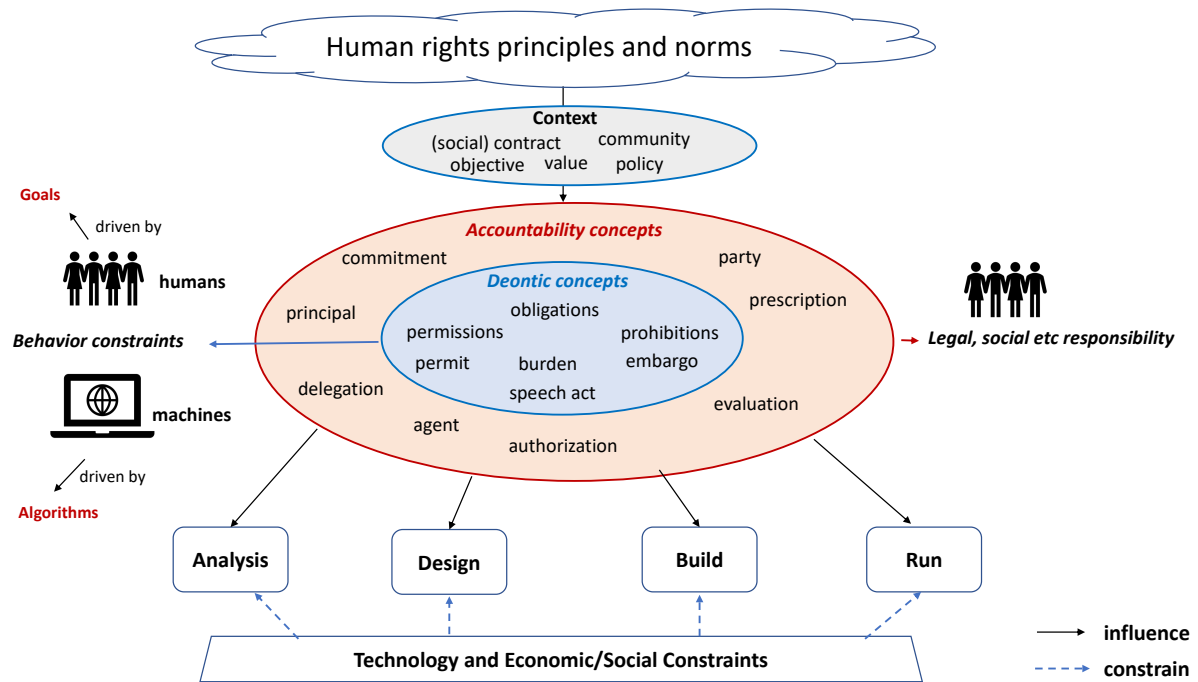 Human rights principles and norms
Context
(social) contract
community
objective
value
policy
Goals
driven by
humans
Behavior constraints
machines
driven by
Algorithms
Accountability concepts
commitment
party
principal
prescription
Deontic concepts
obligations
permissions
prohibitions
permit
burden
embargo
speech act
delegation
evaluation
agent
authorization
Legal, social etc responsibility
Analysis
Design
Build
Run
Technology and Economic/Social Constraints
influence
constrain